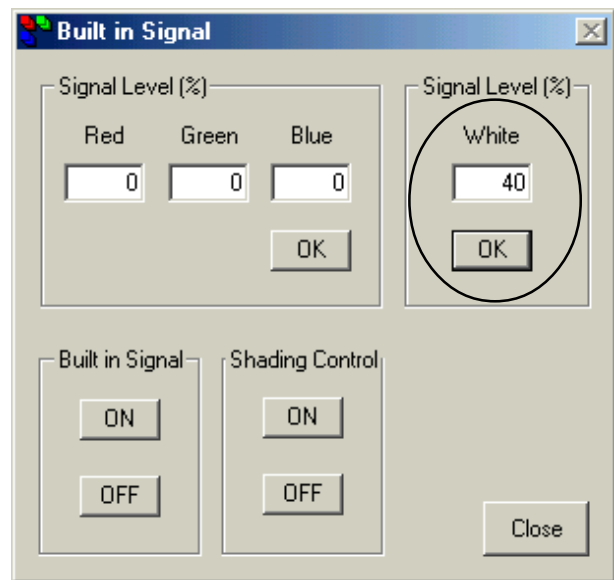 Built in Signal
Signal Level (%)
Red Green Blue
0 0 0
OK
Signal Level (%)
White
40
OK
Built in Signal
ON
OFF
Shading Control
ON
OFF
Close